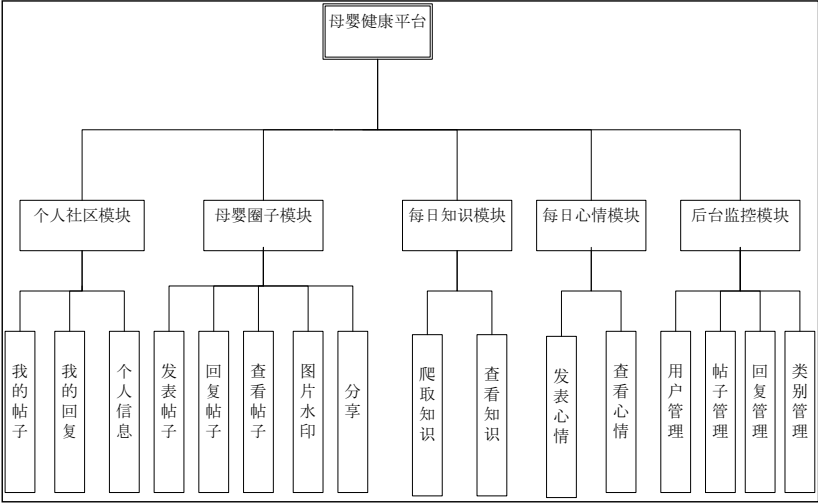 母婴健康平台
个人社区模块
母婴圈子模块
每日知识模块
每日心情模块
后台监控模块
我的帖子
我的回复
个人信息
发表帖子
回复帖子
查看帖子
图片水印
分享
爬取知识
查看知识
发表心情
查看心情
用户管理
帖子管理
回复管理
类别管理